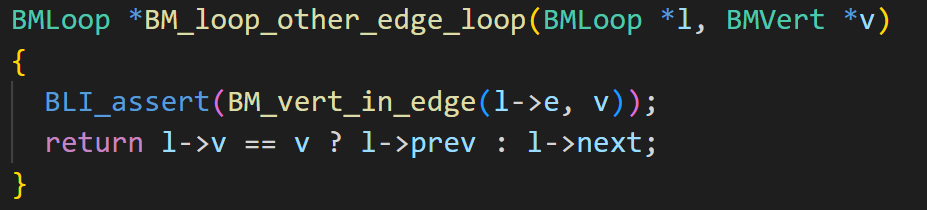 BMLoop *BM_loop_other_edge_loop(BMLoop *l, BMVert *v)
{
  BLI_assert(BM_vert_in_edge(l->e, v));
  return l->v == v ? l->prev : l->next;
}